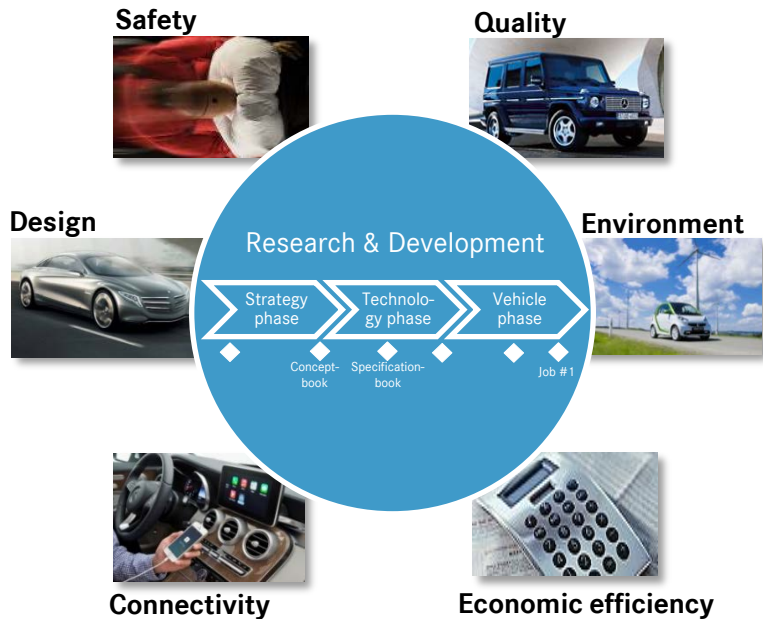 Safety
Quality
Design
Environment
Research & Development
Strategy
phase
Technolo-
gy phase
Vehicle
phase
Concept-
book
Specification-
book
Job #1
Connectivity
Economic efficiency